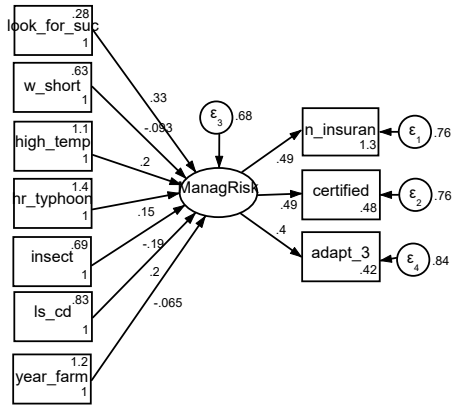 .28
look_for_suc
1
.63
w_short
1
1.1
high_temp
1
1.4
hr_typhoon
1
.69
insect
1
.83
ls_cd
1
1.2
year_farm
1
.33
-.093
.2
.15
-.19
.2
-.065
ManagRisk
ε3
.68
.49
.49
.4
n_insuran
1.3
certified
.48
adapt_3
.42
ε1
.76
ε2
.76
ε4
.84